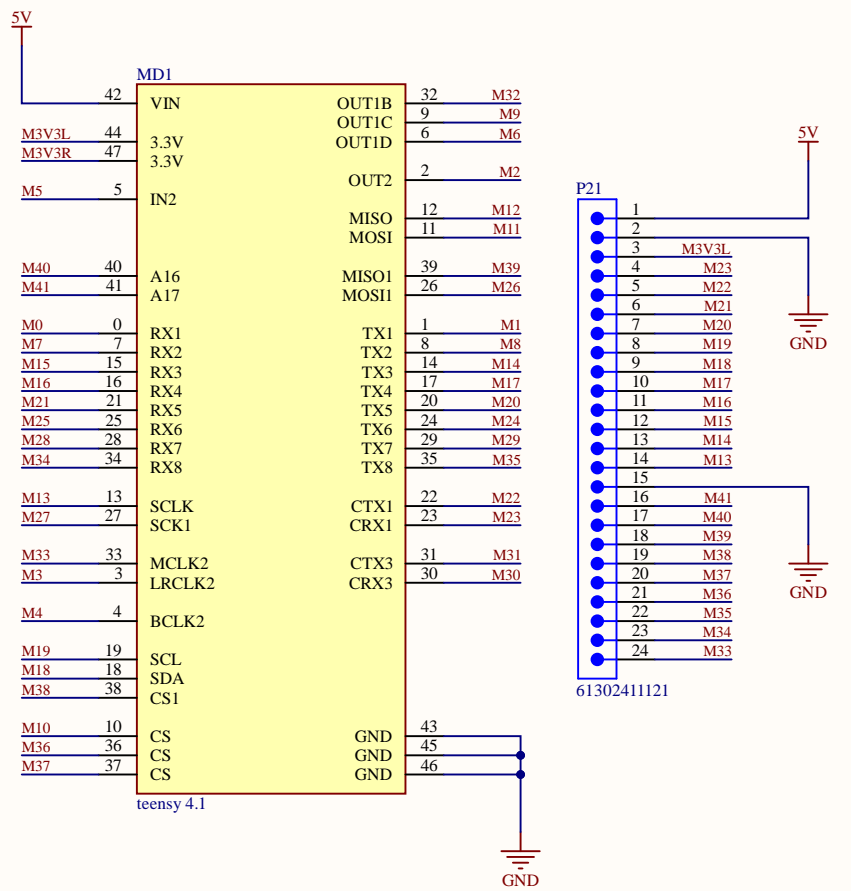 5V
MD1
42 VIN
M3V3L 44 3.3V
M3V3R 47 3.3V
M5 5 IN2
M40 40 A16
M41 41 A17
M0 0 RX1
M7 7 RX2
M15 15 RX3
M16 16 RX4
M21 21 RX5
M25 25 RX6
M28 28 RX7
M34 34 RX8
M13 13 SCLK
M27 27 SCK1
M33 33 MCLK2
M3 3 LRCLK2
M4 4 BCLK2
M19 19 SCL
M18 18 SDA
M38 38 CS1
M10 10 CS
M36 36 CS
M37 37 CS
OUT1B 32 M32
OUT1C 9 M9
OUT1D 6 M6
OUT2 2 M2
MISO 12 M12
MOSI 11 M11
MISO1 39 M39
MOSI1 26 M26
TX1 1 M1
TX2 8 M8
TX3 14 M14
TX4 17 M17
TX5 20 M20
TX6 24 M24
TX7 29 M29
TX8 35 M35
CTX1 22 M22
CRX1 23 M23
CTX3 31 M31
CRX3 30 M30
GND 43
GND 45
GND 46
teensy 4.1
GND
5V
P21
1
2
3 M3V3L
4 M23
5 M22
6 M21
7 M20
8 M19
9 M18
10 M17
11 M16
12 M15
13 M14
14 M13
15
16 M41
17 M40
18 M39
19 M38
20 M37
21 M36
22 M35
23 M34
24 M33
GND
GND
61302411121